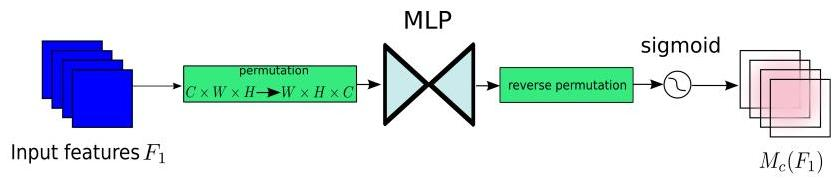 MLP
sigmoid
permutation
C × W × H → W × H × C
reverse permutation
Input features F₁
M_c(F₁)